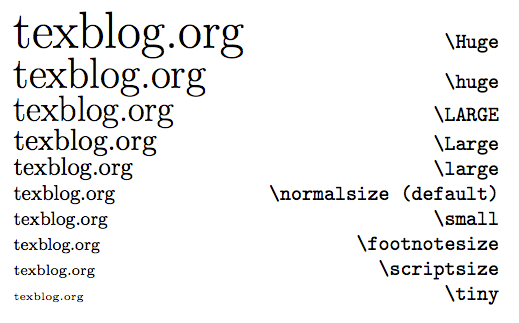 texblog.org \Huge
texblog.org \huge
texblog.org \LARGE
texblog.org \Large
texblog.org \large
texblog.org \normalsize (default)
texblog.org \small
texblog.org \footnotesize
texblog.org \scriptsize
texblog.org \tiny